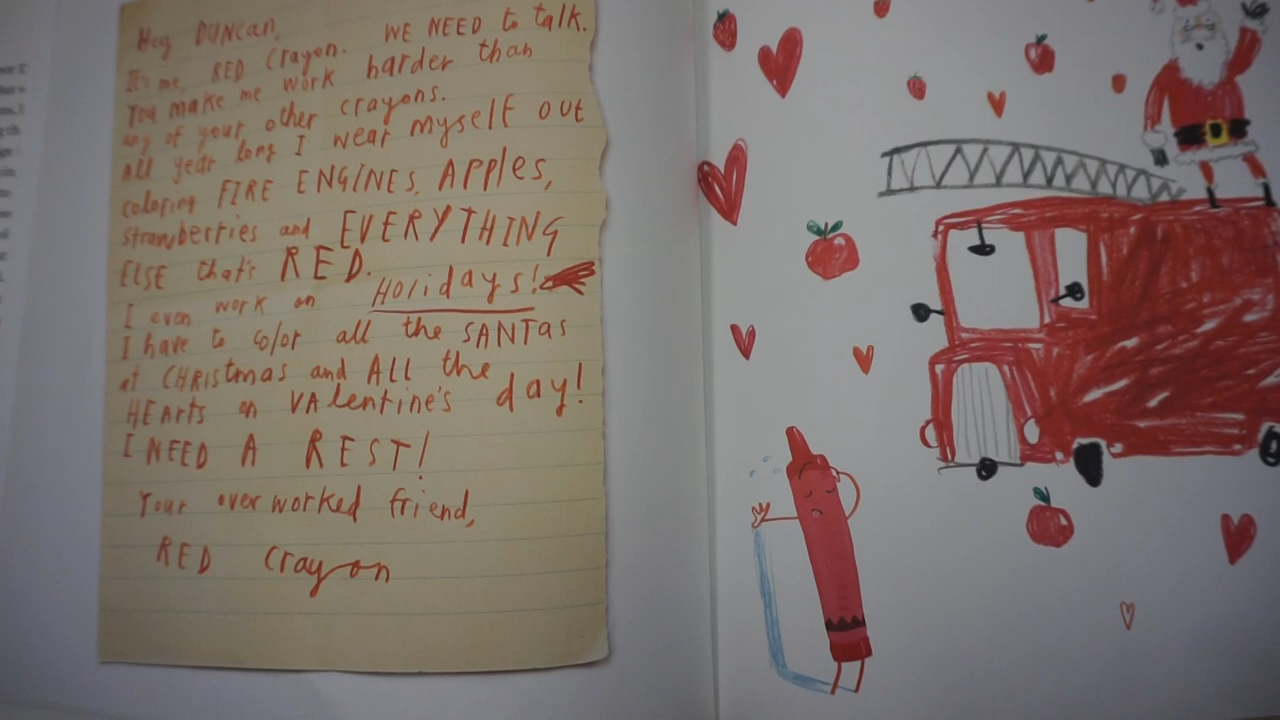 Hey DUNCAN,
It's me, RED Crayon. WE NEED to talk.
You make me work harder than
any of your other crayons.
All year long I wear myself out
coloring FIRE ENGINES, APPles,
strawberries and EVERYTHING
ELSE that's RED.
I even work on Holidays!
I have to color all the SANTAs
at CHRistmas and ALL the
HEArts on VAlentine's day!
I NEED A REST!
Your overworked friend,
RED Crayon